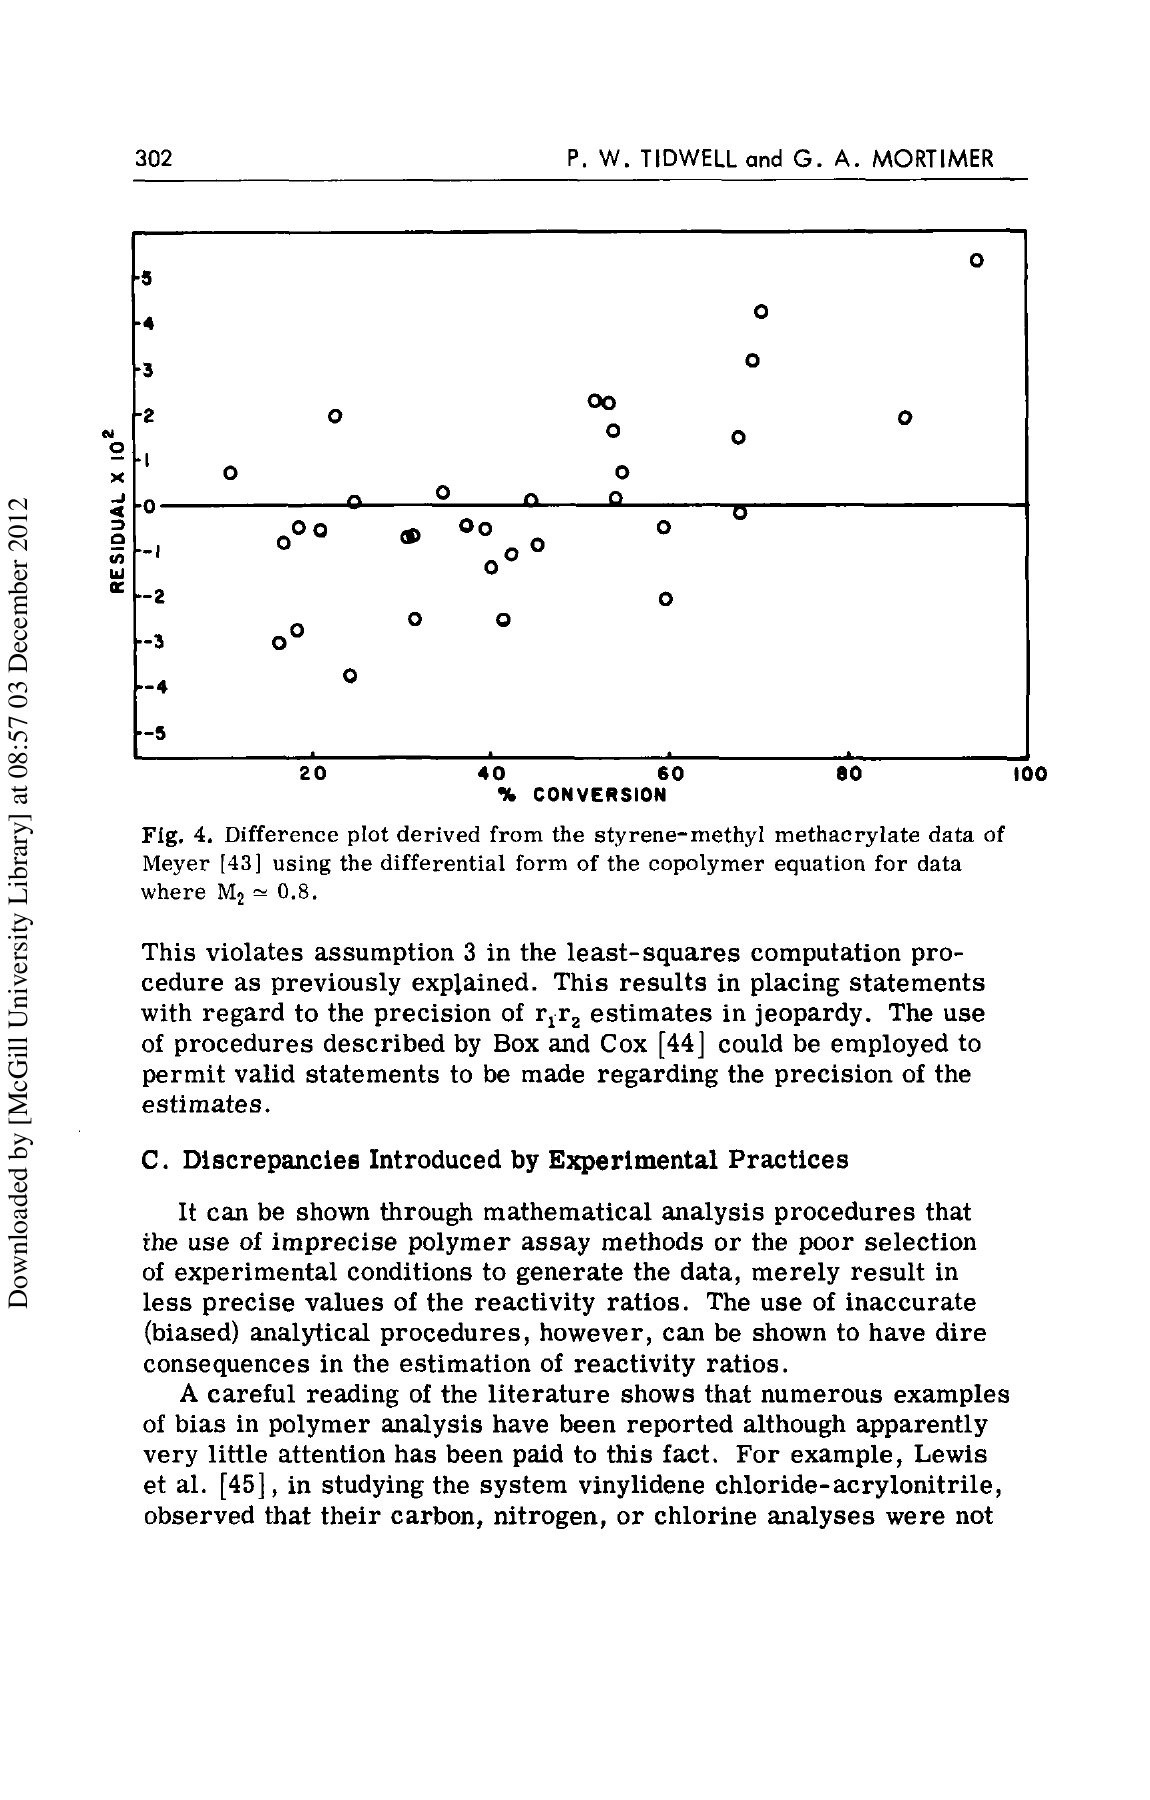 302
P. W. TIDWELL and G. A. MORTIMER
5
4
3
2
1
0
-1
-2
-3
-4
-5
RESIDUAL X 10²
20 40 60 80 100
% CONVERSION
Fig. 4. Difference plot derived from the styrene-methyl methacrylate data of
Meyer [43] using the differential form of the copolymer equation for data
where M₂ ≃ 0.8.
This violates assumption 3 in the least-squares computation pro-
cedure as previously explained. This results in placing statements
with regard to the precision of r₁r₂ estimates in jeopardy. The use
of procedures described by Box and Cox [44] could be employed to
permit valid statements to be made regarding the precision of the
estimates.
C. Discrepancies Introduced by Experimental Practices
It can be shown through mathematical analysis procedures that
the use of imprecise polymer assay methods or the poor selection
of experimental conditions to generate the data, merely result in
less precise values of the reactivity ratios. The use of inaccurate
(biased) analytical procedures, however, can be shown to have dire
consequences in the estimation of reactivity ratios.
A careful reading of the literature shows that numerous examples
of bias in polymer analysis have been reported although apparently
very little attention has been paid to this fact. For example, Lewis
et al. [45], in studying the system vinylidene chloride-acrylonitrile,
observed that their carbon, nitrogen, or chlorine analyses were not
Downloaded by [McGill University Library] at 08:57 03 December 2012